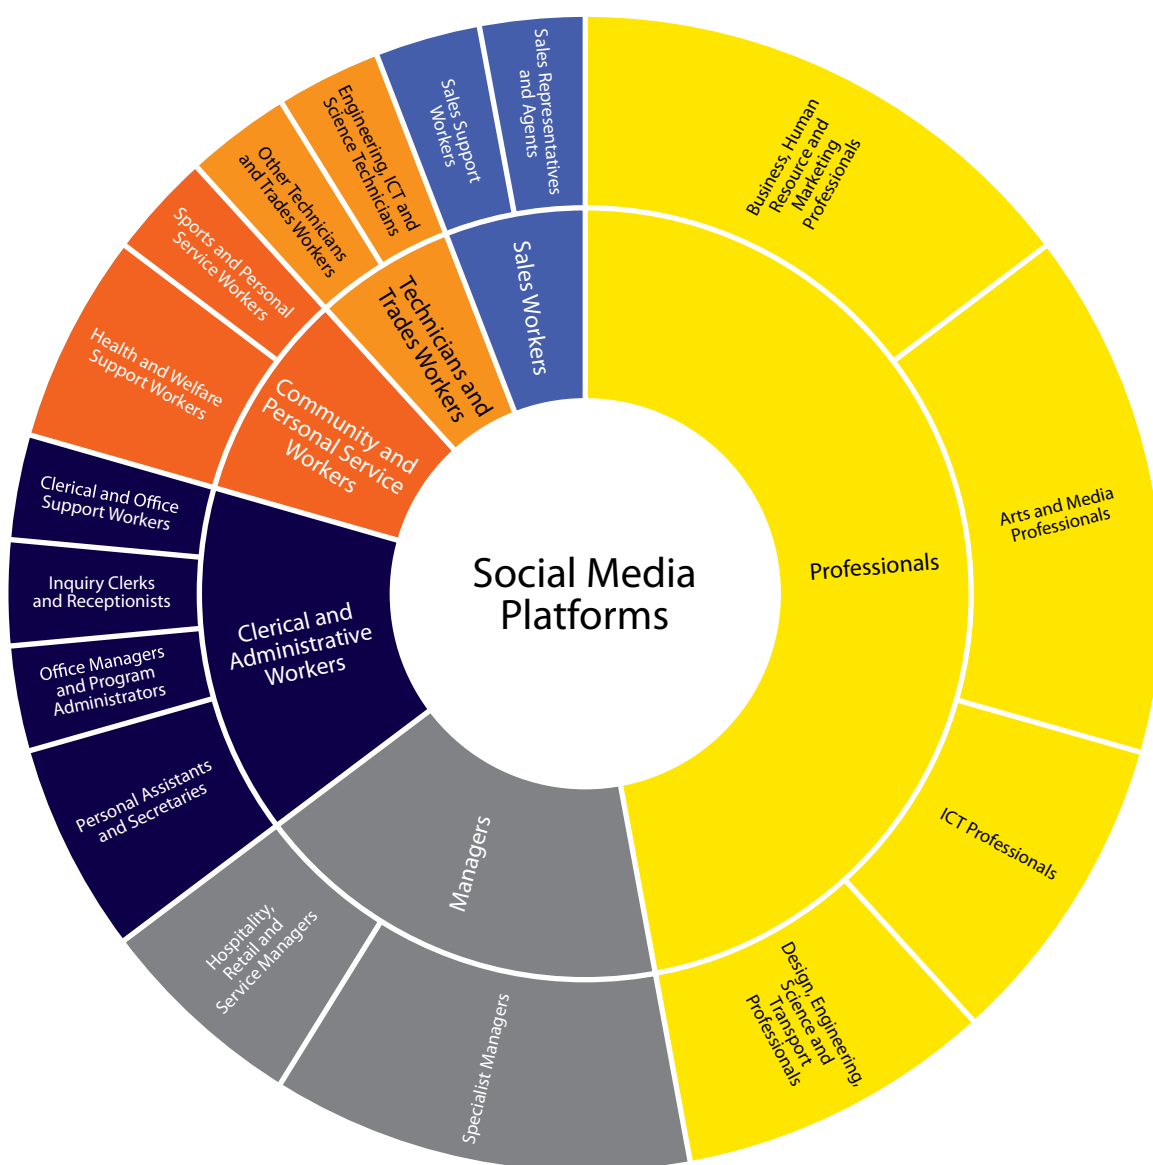 Social Media
Platforms
Professionals
Business, Human
Resource and
Marketing
Professionals
Arts and Media
Professionals
ICT Professionals
Design, Engineering,
Science and
Transport
Professionals
Managers
Specialist Managers
Hospitality,
Retail and
Service Managers
Clerical and
Administrative
Workers
Personal Assistants
and Secretaries
Office Managers
and Program
Administrators
Inquiry Clerks
and Receptionists
Clerical and Office
Support Workers
Community and
Personal Service
Workers
Health and Welfare
Support Workers
Sports and Personal
Service Workers
Technicians and
Trades Workers
Other Technicians
and Trades Workers
Engineering, ICT and
Science Technicians
Sales Workers
Sales Support
Workers
Sales Representatives
and Agents